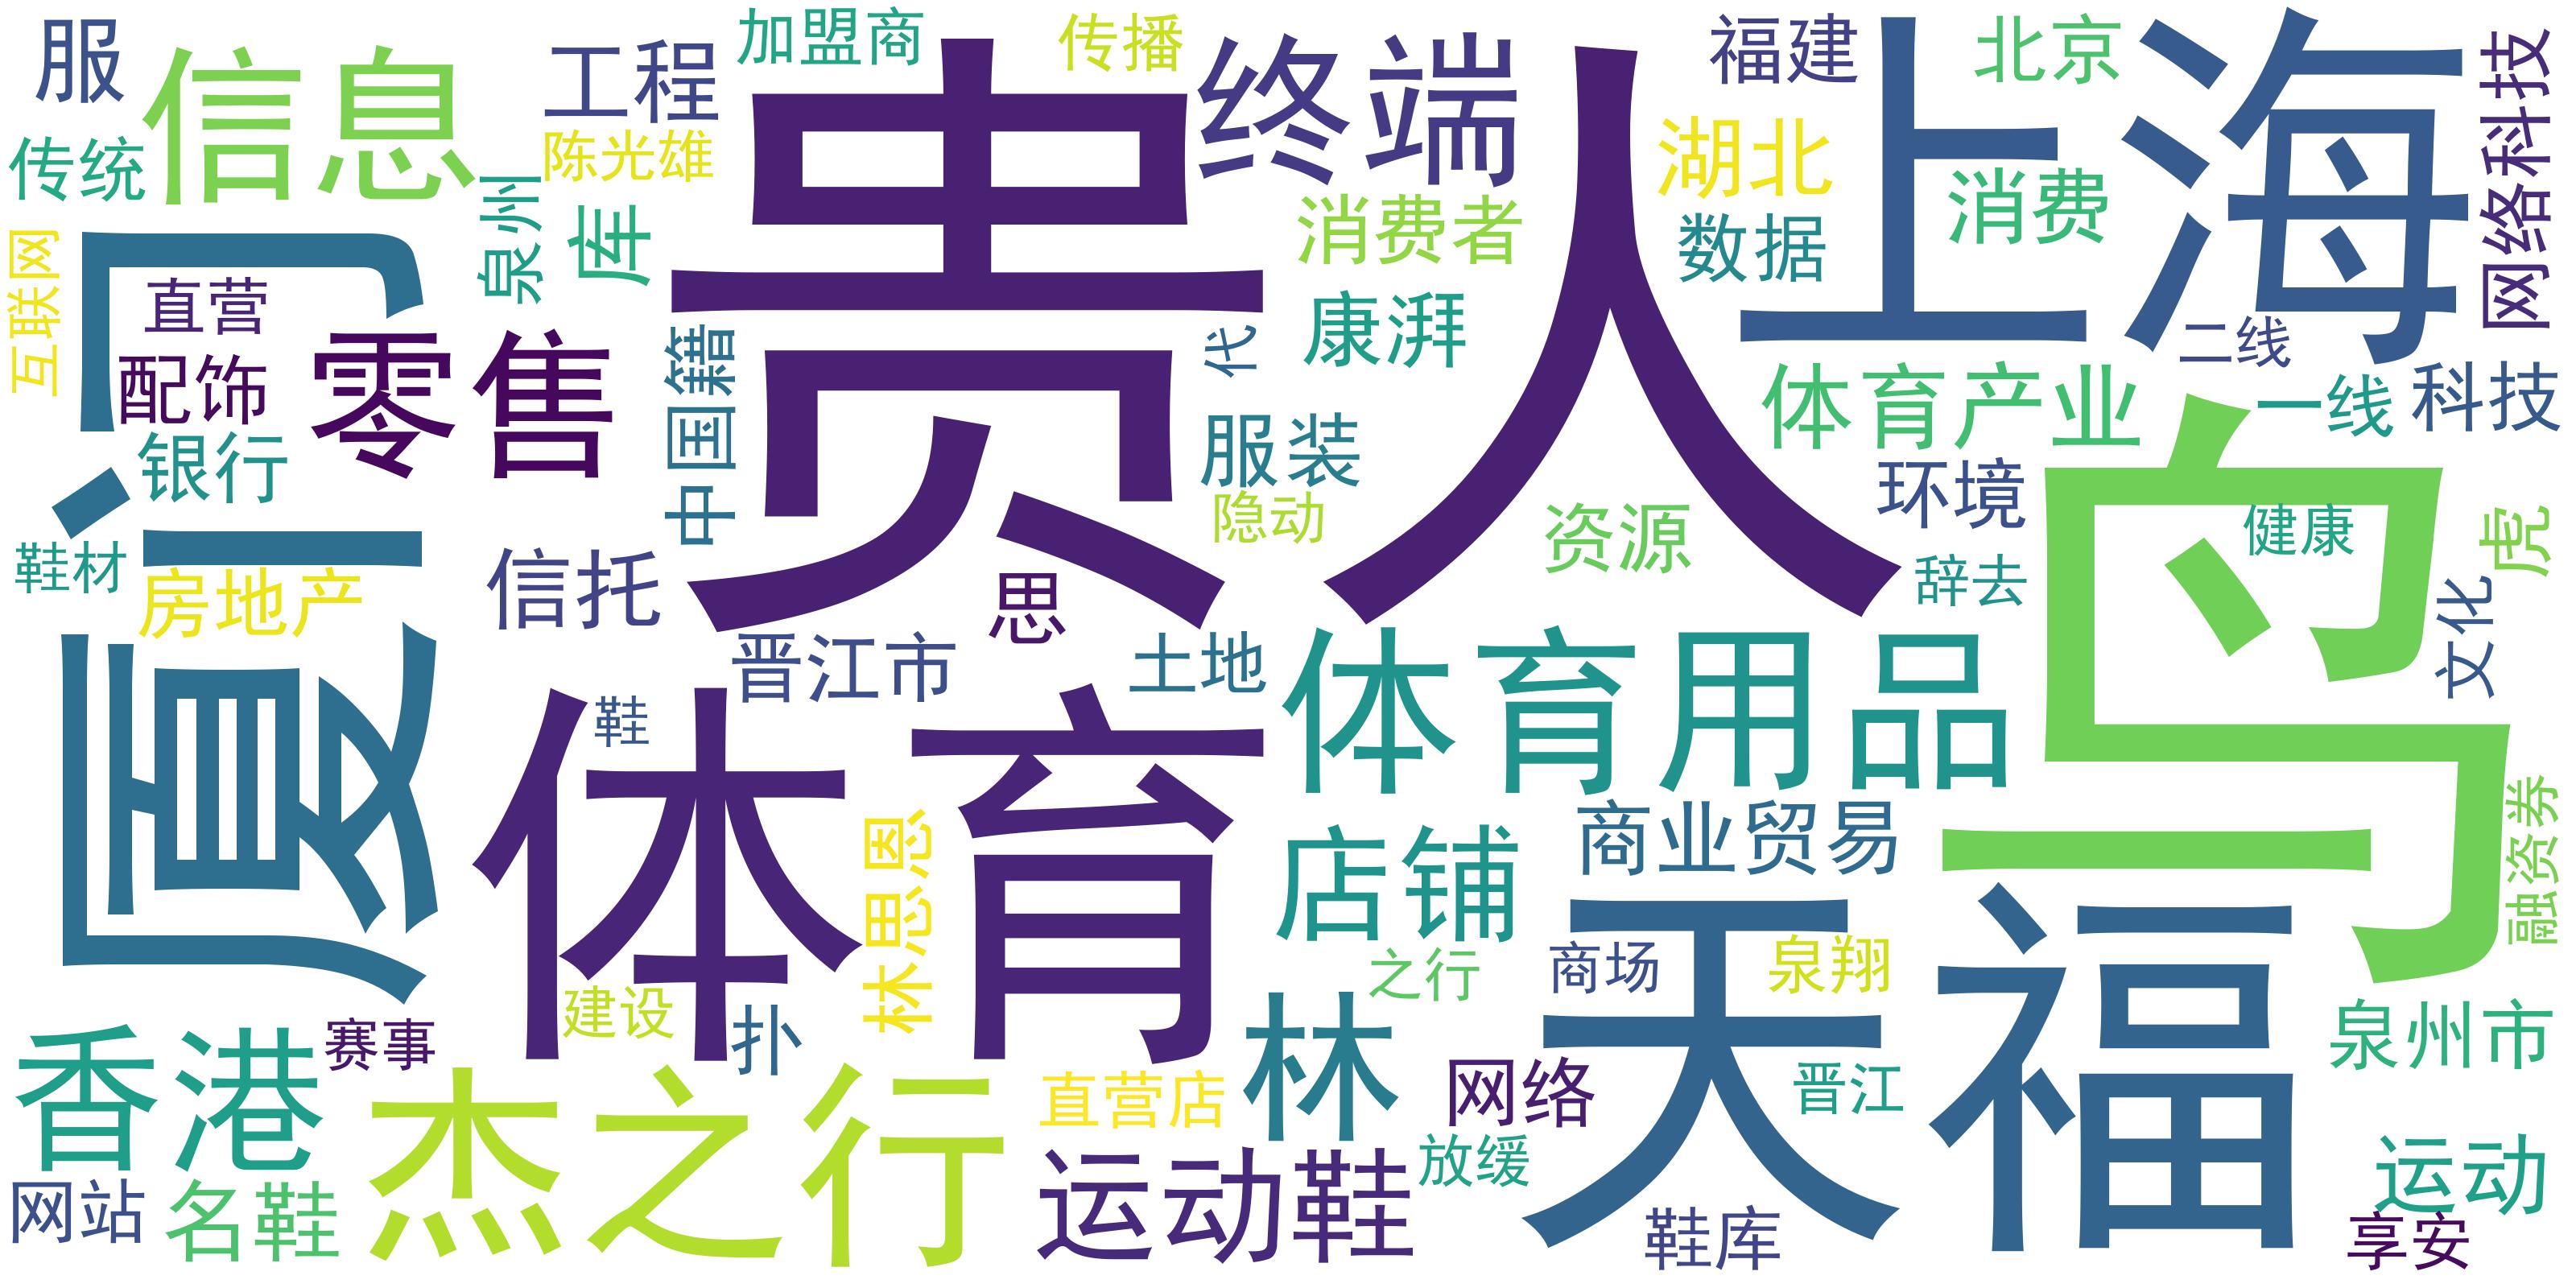 服
信息
工程
加盟商
传播
终端
福建
北京
上海
网络科技
传统
陈光雄
贵人
湖北
消费
泉州
库
消费者
数据
互联网
直营
康湃
二线
配饰
零售
中国籍
代
体育产业
一线
科技
银行
服装
环境
鸟
健康
虎
隐动
资源
鞋材
房地产
信托
思
辞去
文化
厦门
晋江市
土地
体育用品
鞋
体育
林思恩
店铺
商业贸易
融资券
天福
之行
商场
泉翔
建设
扑
林
泉州市
香港
赛事
杰之行
直营店
网络
晋江
运动鞋
放缓
运动
网站
名鞋
鞋库
享安